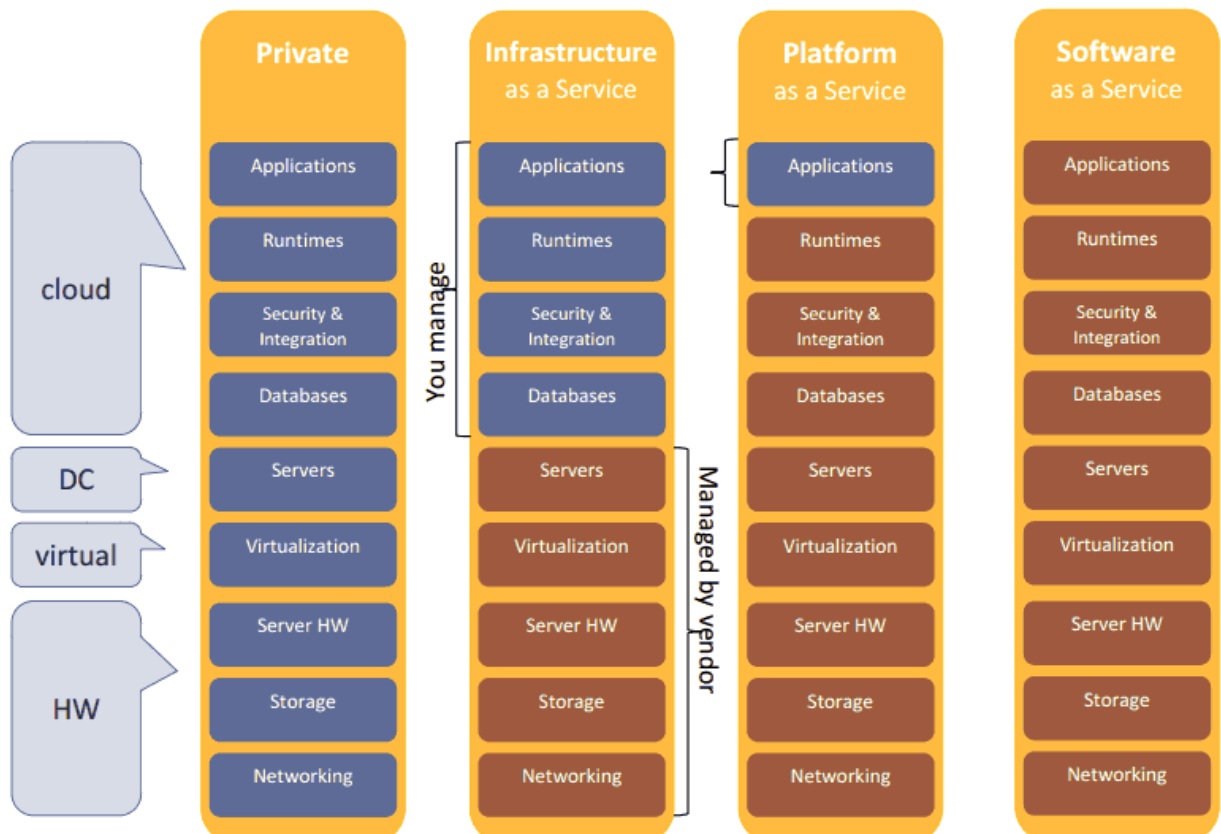 Private
Infrastructure
as a Service
Platform
as a Service
Software
as a Service
cloud
DC
virtual
HW
Applications
Runtimes
Security &
Integration
Databases
Servers
Virtualization
Server HW
Storage
Networking
You manage
Applications
Runtimes
Security &
Integration
Databases
Servers
Virtualization
Server HW
Storage
Networking
Managed by vendor
Applications
Runtimes
Security &
Integration
Databases
Servers
Virtualization
Server HW
Storage
Networking
Applications
Runtimes
Security &
Integration
Databases
Servers
Virtualization
Server HW
Storage
Networking